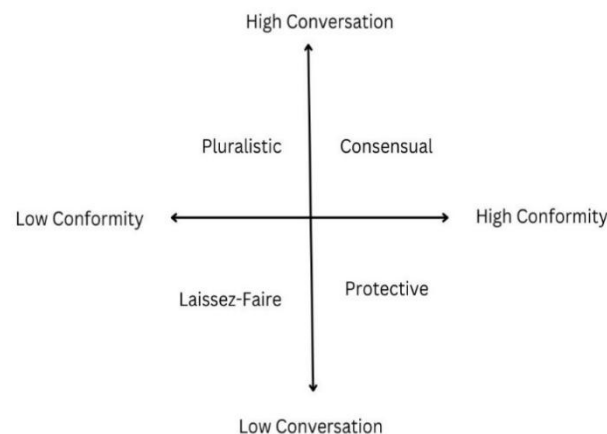 High Conversation
Pluralistic
Consensual
Low Conformity
High Conformity
Laissez-Faire
Protective
Low Conversation